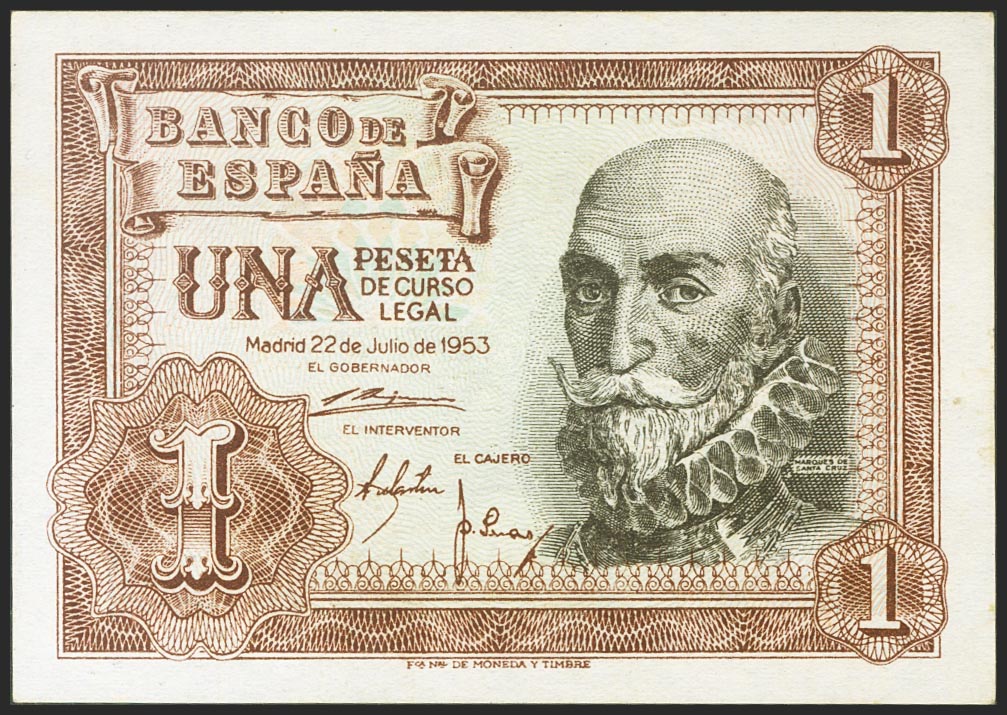 BANCO DE
ESPAÑA
UNA PESETA
DE CURSO
LEGAL
Madrid 22 de Julio de 1953
EL GOBERNADOR
EL INTERVENTOR
EL CAJERO
MARQUES DE
SANTA CRUZ
1
1
1
Fca. Nal. DE MONEDA Y TIMBRE